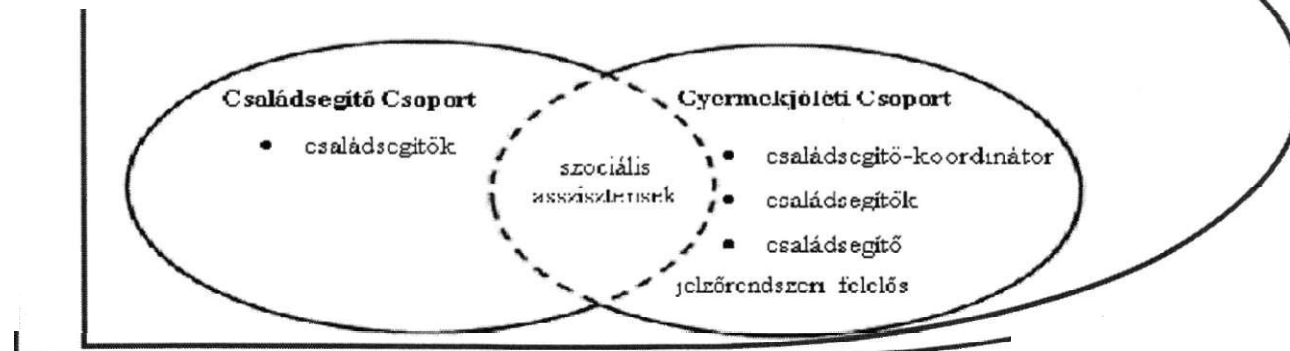 Családsegítő Csoport
• családsegítők
szociális
asszisztensek
Gyermekjóléti Csoport
• családsegítő-koordinátor
• családsegítők
• családsegítő
jelzőrendszeri felelős